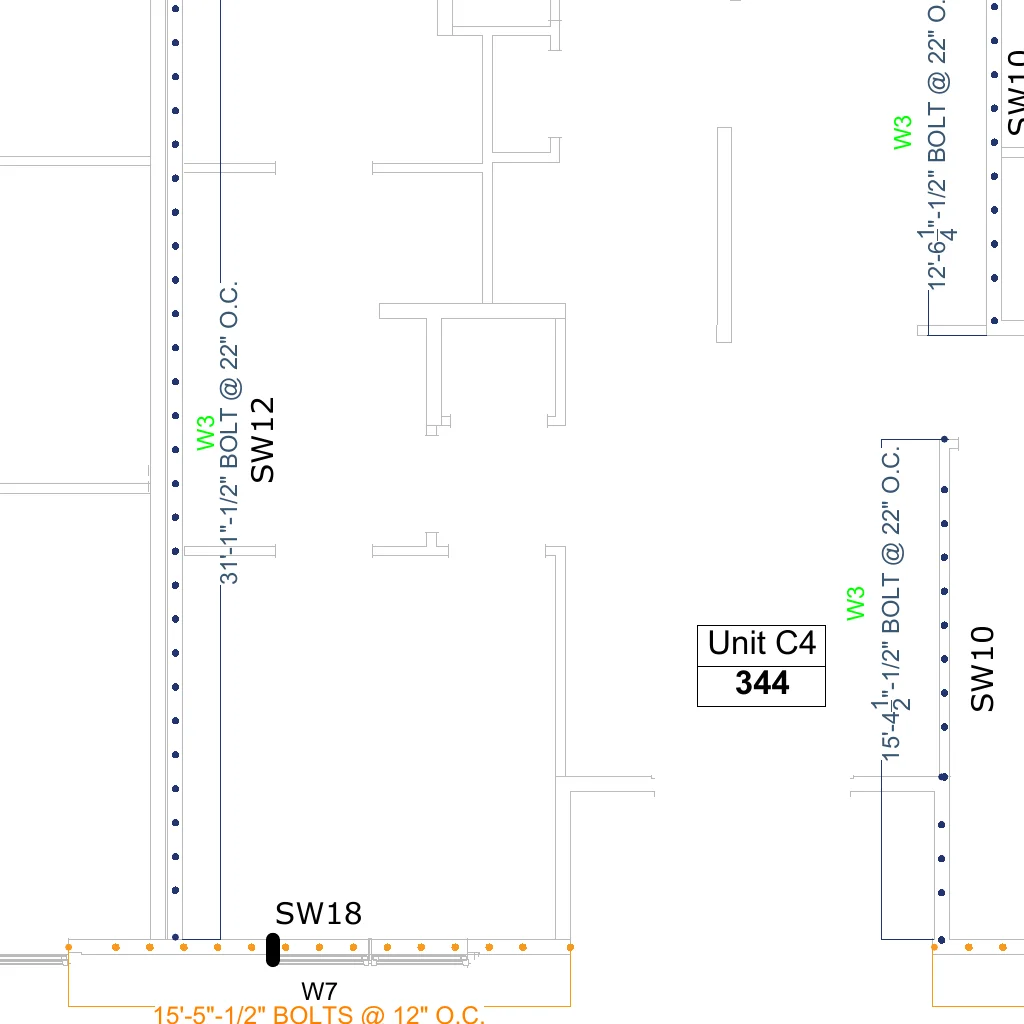 12'-6 1/4"-1/2" BOLT @ 22" O.
W3
SW10
31'-1"-1/2" BOLT @ 22" O.C.
W3
SW12
15'-4 1/2"-1/2" BOLT @ 22" O.C.
W3
SW10
Unit C4
344
SW18
W7
15'-5"-1/2" BOLTS @ 12" O.C.